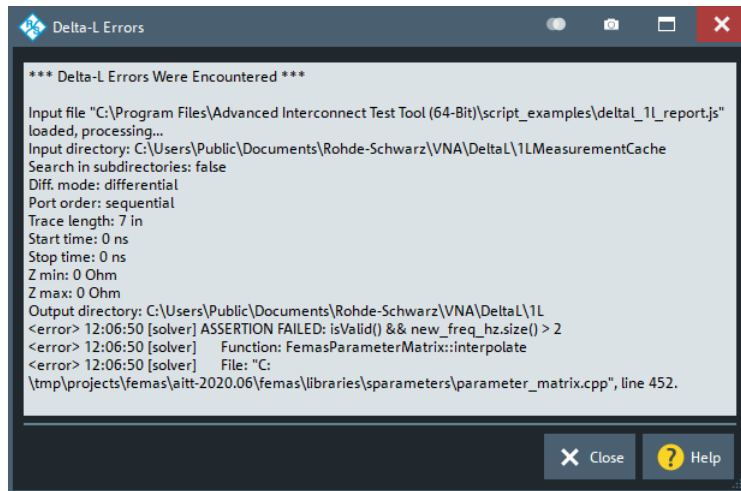 R&S Delta-L Errors
*** Delta-L Errors Were Encountered ***
Input file "C:\Program Files\Advanced Interconnect Test Tool (64-Bit)\script_examples\deltal_1l_report.js"
loaded, processing...
Input directory: C:\Users\Public\Documents\Rohde-Schwarz\VNA\DeltaL\1LMeasurementCache
Search in subdirectories: false
Diff. mode: differential
Port order: sequential
Trace length: 7 in
Start time: 0 ns
Stop time: 0 ns
Z min: 0 Ohm
Z max: 0 Ohm
Output directory: C:\Users\Public\Documents\Rohde-Schwarz\VNA\DeltaL\1L
<error> 12:06:50 [solver] ASSERTION FAILED: isValid() && new_freq_hz.size() > 2
<error> 12:06:50 [solver] Function: FemasParameterMatrix::interpolate
<error> 12:06:50 [solver] File: "C:
\tmp\projects\femas\aitt-2020.06\femas\libraries\sparameters\parameter_matrix.cpp", line 452.
Close
? Help